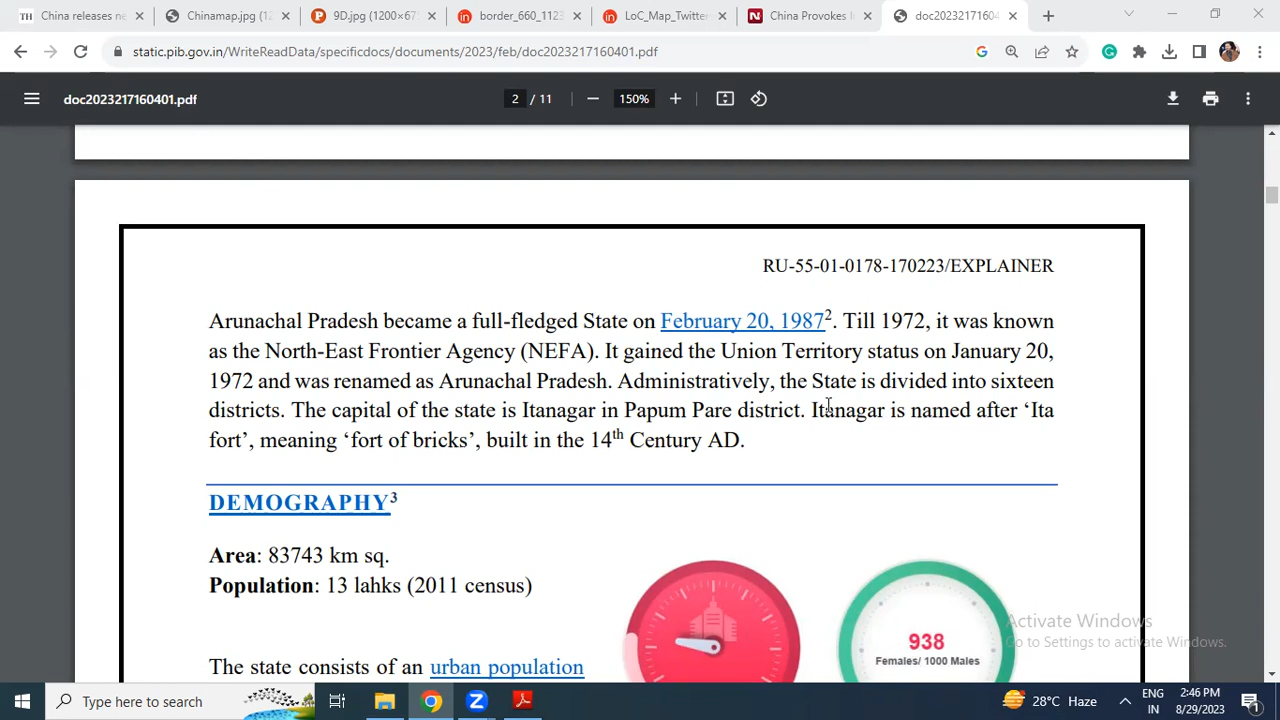 China releases ne
Chinamap.jpg (12
9D.jpg (1200×67
border_660_1123
LoC_Map_Twitter
China Provokes I
doc2023217160401
static.pib.gov.in/WriteReadData/specificdocs/documents/2023/feb/doc2023217160401.pdf
doc2023217160401.pdf
2 / 11
150%
RU-55-01-0178-170223/EXPLAINER
Arunachal Pradesh became a full-fledged State on February 20, 1987². Till 1972, it was known
as the North-East Frontier Agency (NEFA). It gained the Union Territory status on January 20,
1972 and was renamed as Arunachal Pradesh. Administratively, the State is divided into sixteen
districts. The capital of the state is Itanagar in Papum Pare district. Itanagar is named after ‘Ita
fort’, meaning ‘fort of bricks’, built in the 14th Century AD.
DEMOGRAPHY³
Area: 83743 km sq.
Population: 13 lahks (2011 census)
938
Females/ 1000 Males
The state consists of an urban population
Activate Windows
Go to Settings to activate Windows.
Type here to search
28°C Haze
ENG
IN
2:46 PM
8/29/2023